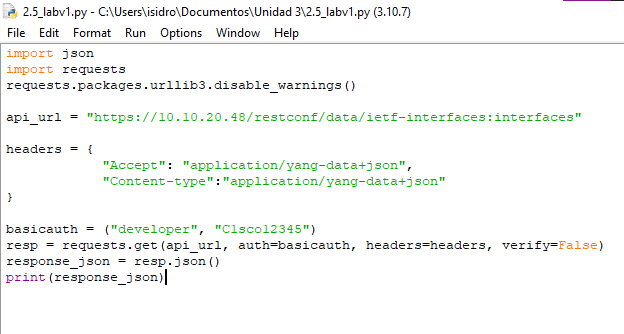 2.5_labv1.py - C:\Users\isidro\Documentos\Unidad 3\2.5_labv1.py (3.10.7)
File Edit Format Run Options Window Help
import json
import requests
requests.packages.urllib3.disable_warnings()
api_url = "https://10.10.20.48/restconf/data/ietf-interfaces:interfaces"
headers = {
"Accept": "application/yang-data+json",
"Content-type":"application/yang-data+json"
}
basicauth = ("developer", "C1sco12345")
resp = requests.get(api_url, auth=basicauth, headers=headers, verify=False)
response_json = resp.json()
print(response_json)